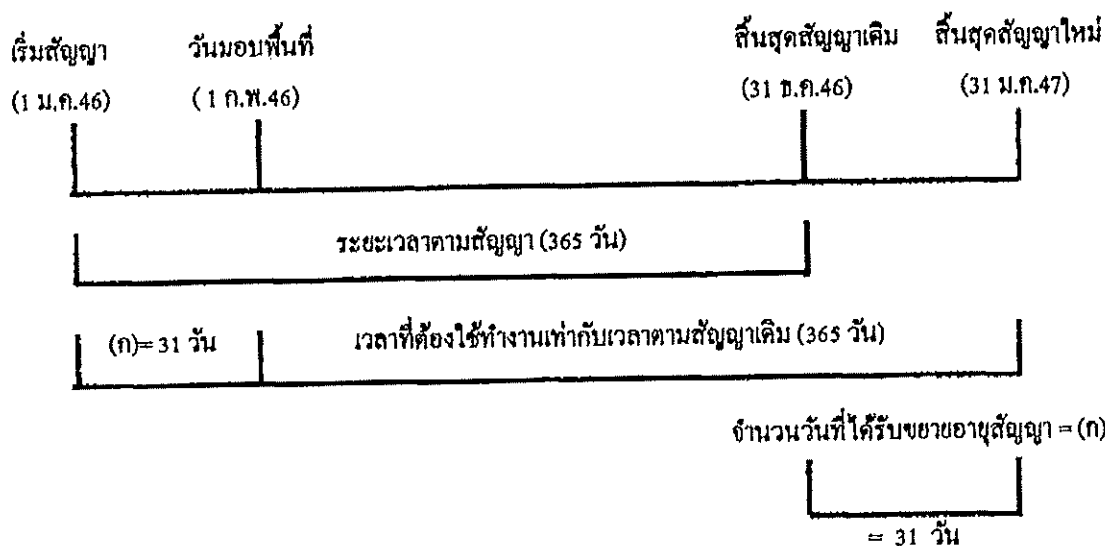 เริ่มสัญญา วันมอบพื้นที่ สิ้นสุดสัญญาเดิม สิ้นสุดสัญญาใหม่
(1 ม.ค.46) ( 1 ก.พ.46) (31 ธ.ค.46) (31 ม.ค.47)
ระยะเวลาตามสัญญา (365 วัน)
(ก)= 31 วัน เวลาที่ต้องใช้ทำงานเท่ากับเวลาตามสัญญาเดิม (365 วัน)
จำนวนวันที่ได้รับขยายอายุสัญญา = (ก)
= 31 วัน